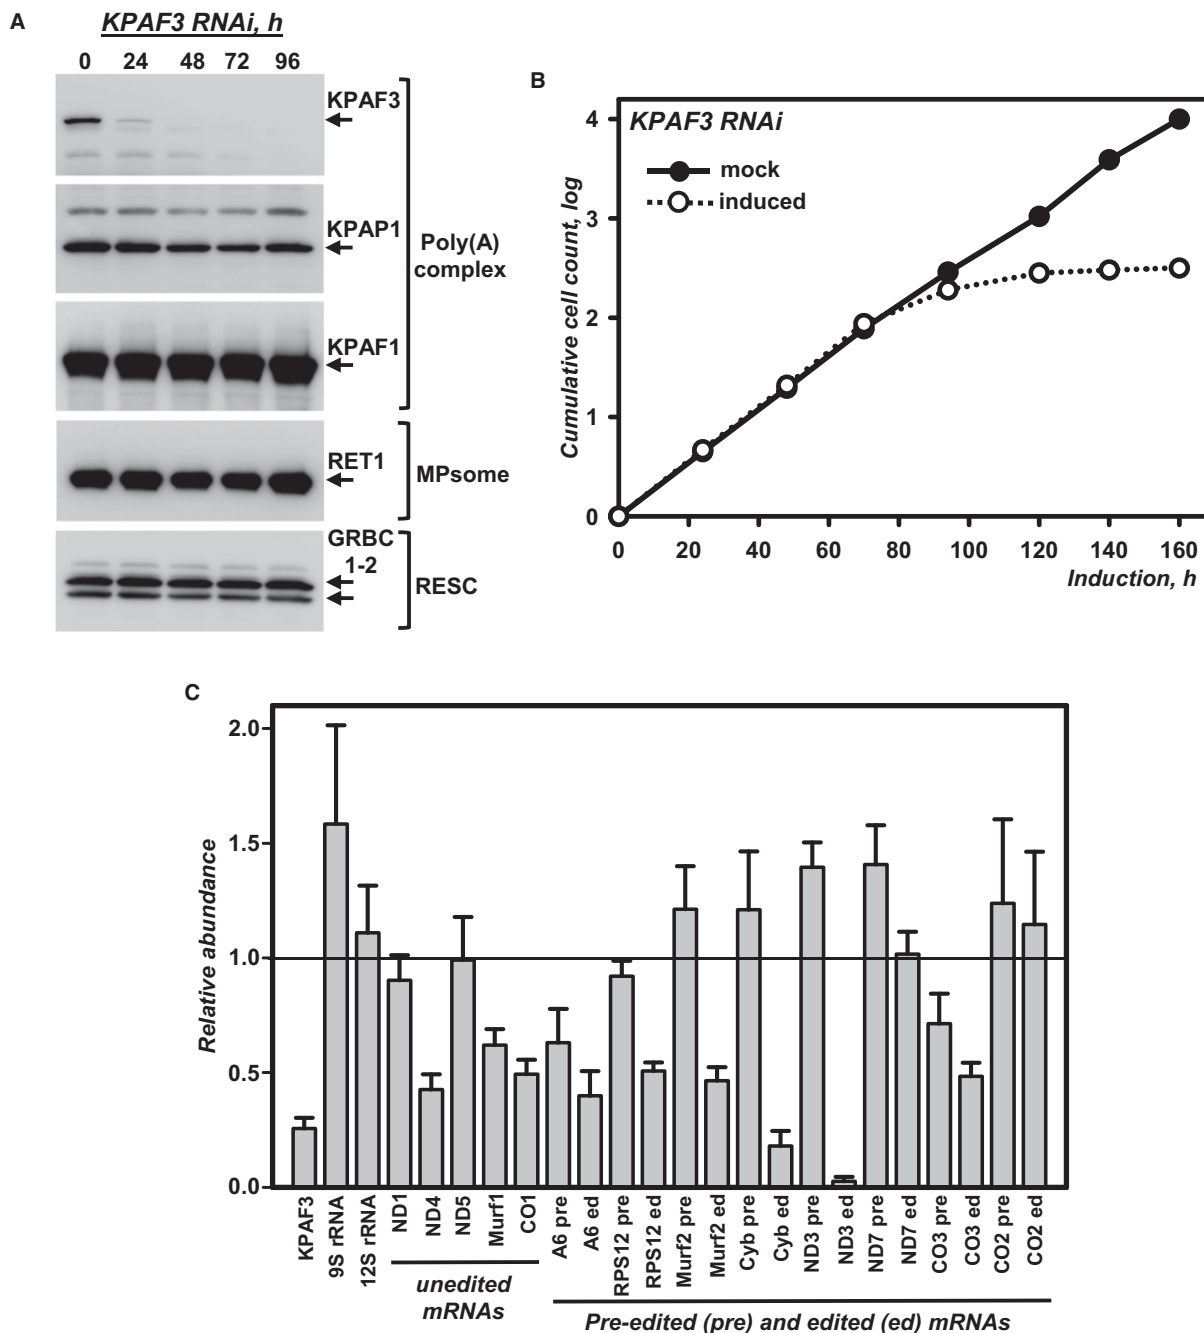 A
KPAF3 RNAi, h
0 24 48 72 96
KPAF3
KPAP1
KPAF1
Poly(A)
complex
RET1
MPsome
GRBC
1-2
RESC
B
KPAF3 RNAi
mock
induced
Cumulative cell count, log
4
3
2
1
0
0 20 40 60 80 100 120 140 160
Induction, h
C
Relative abundance
2.0
1.5
1.0
0.5
0.0
KPAF3
9S rRNA
12S rRNA
ND1
ND4
ND5
Murf1
CO1
A6 pre
A6 ed
RPS12 pre
RPS12 ed
Murf2 pre
Murf2 ed
Cyb pre
Cyb ed
ND3 pre
ND3 ed
ND7 pre
ND7 ed
CO3 pre
CO3 ed
CO2 pre
CO2 ed
unedited
mRNAs
Pre-edited (pre) and edited (ed) mRNAs